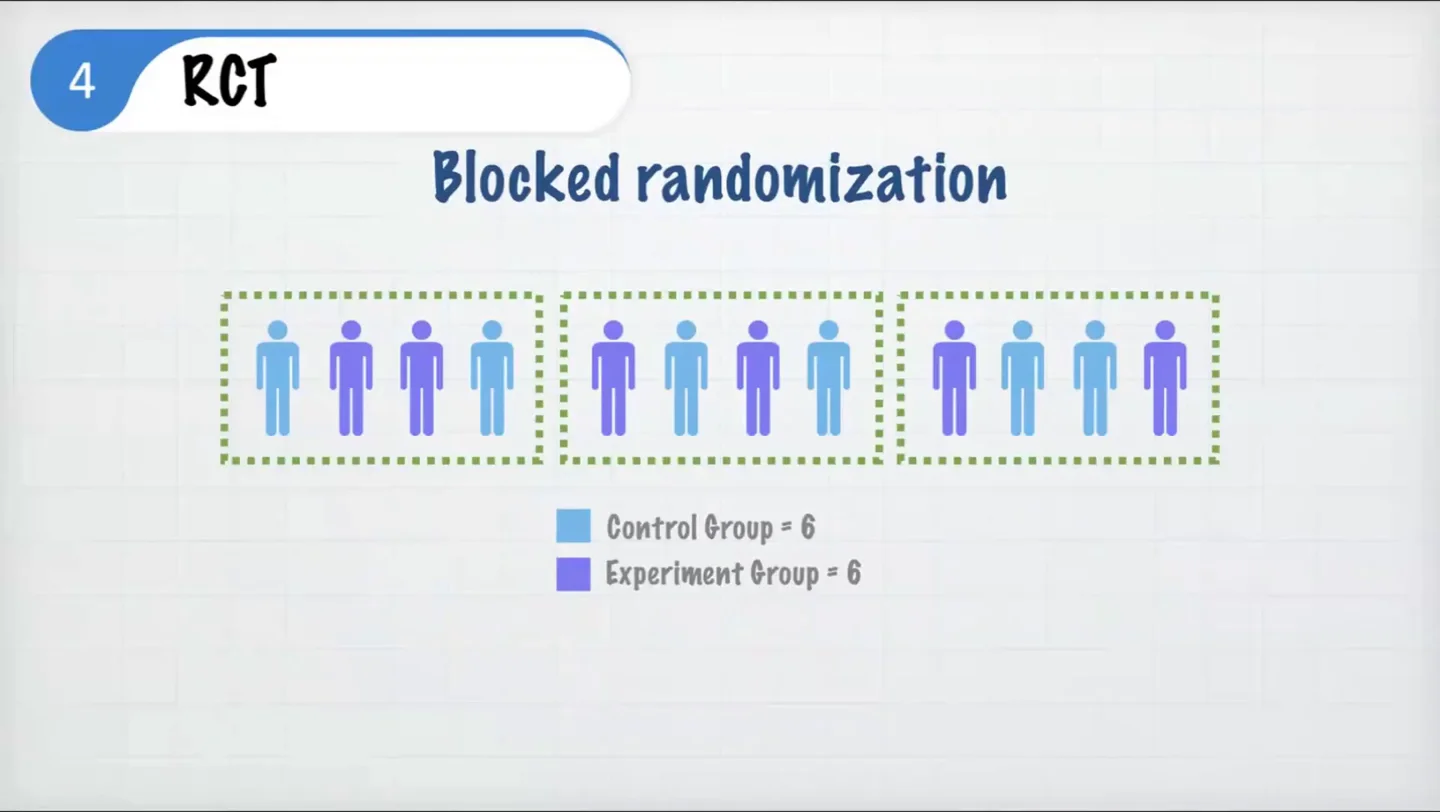 4
RCT
Blocked randomization
Control Group = 6
Experiment Group = 6